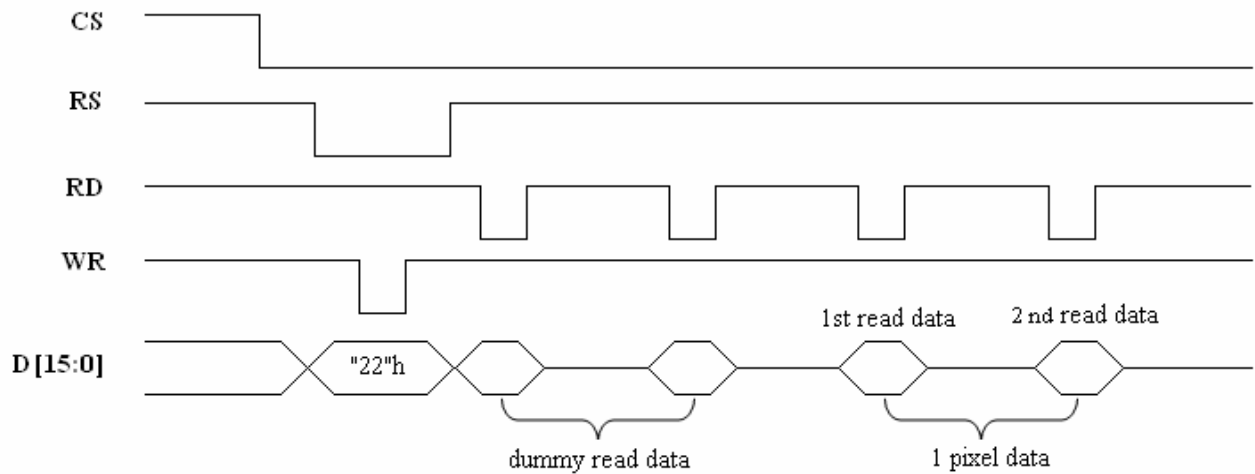 CS
RS
RD
WR
1st read data
2 nd read data
D[15:0]
"22"h
dummy read data
1 pixel data